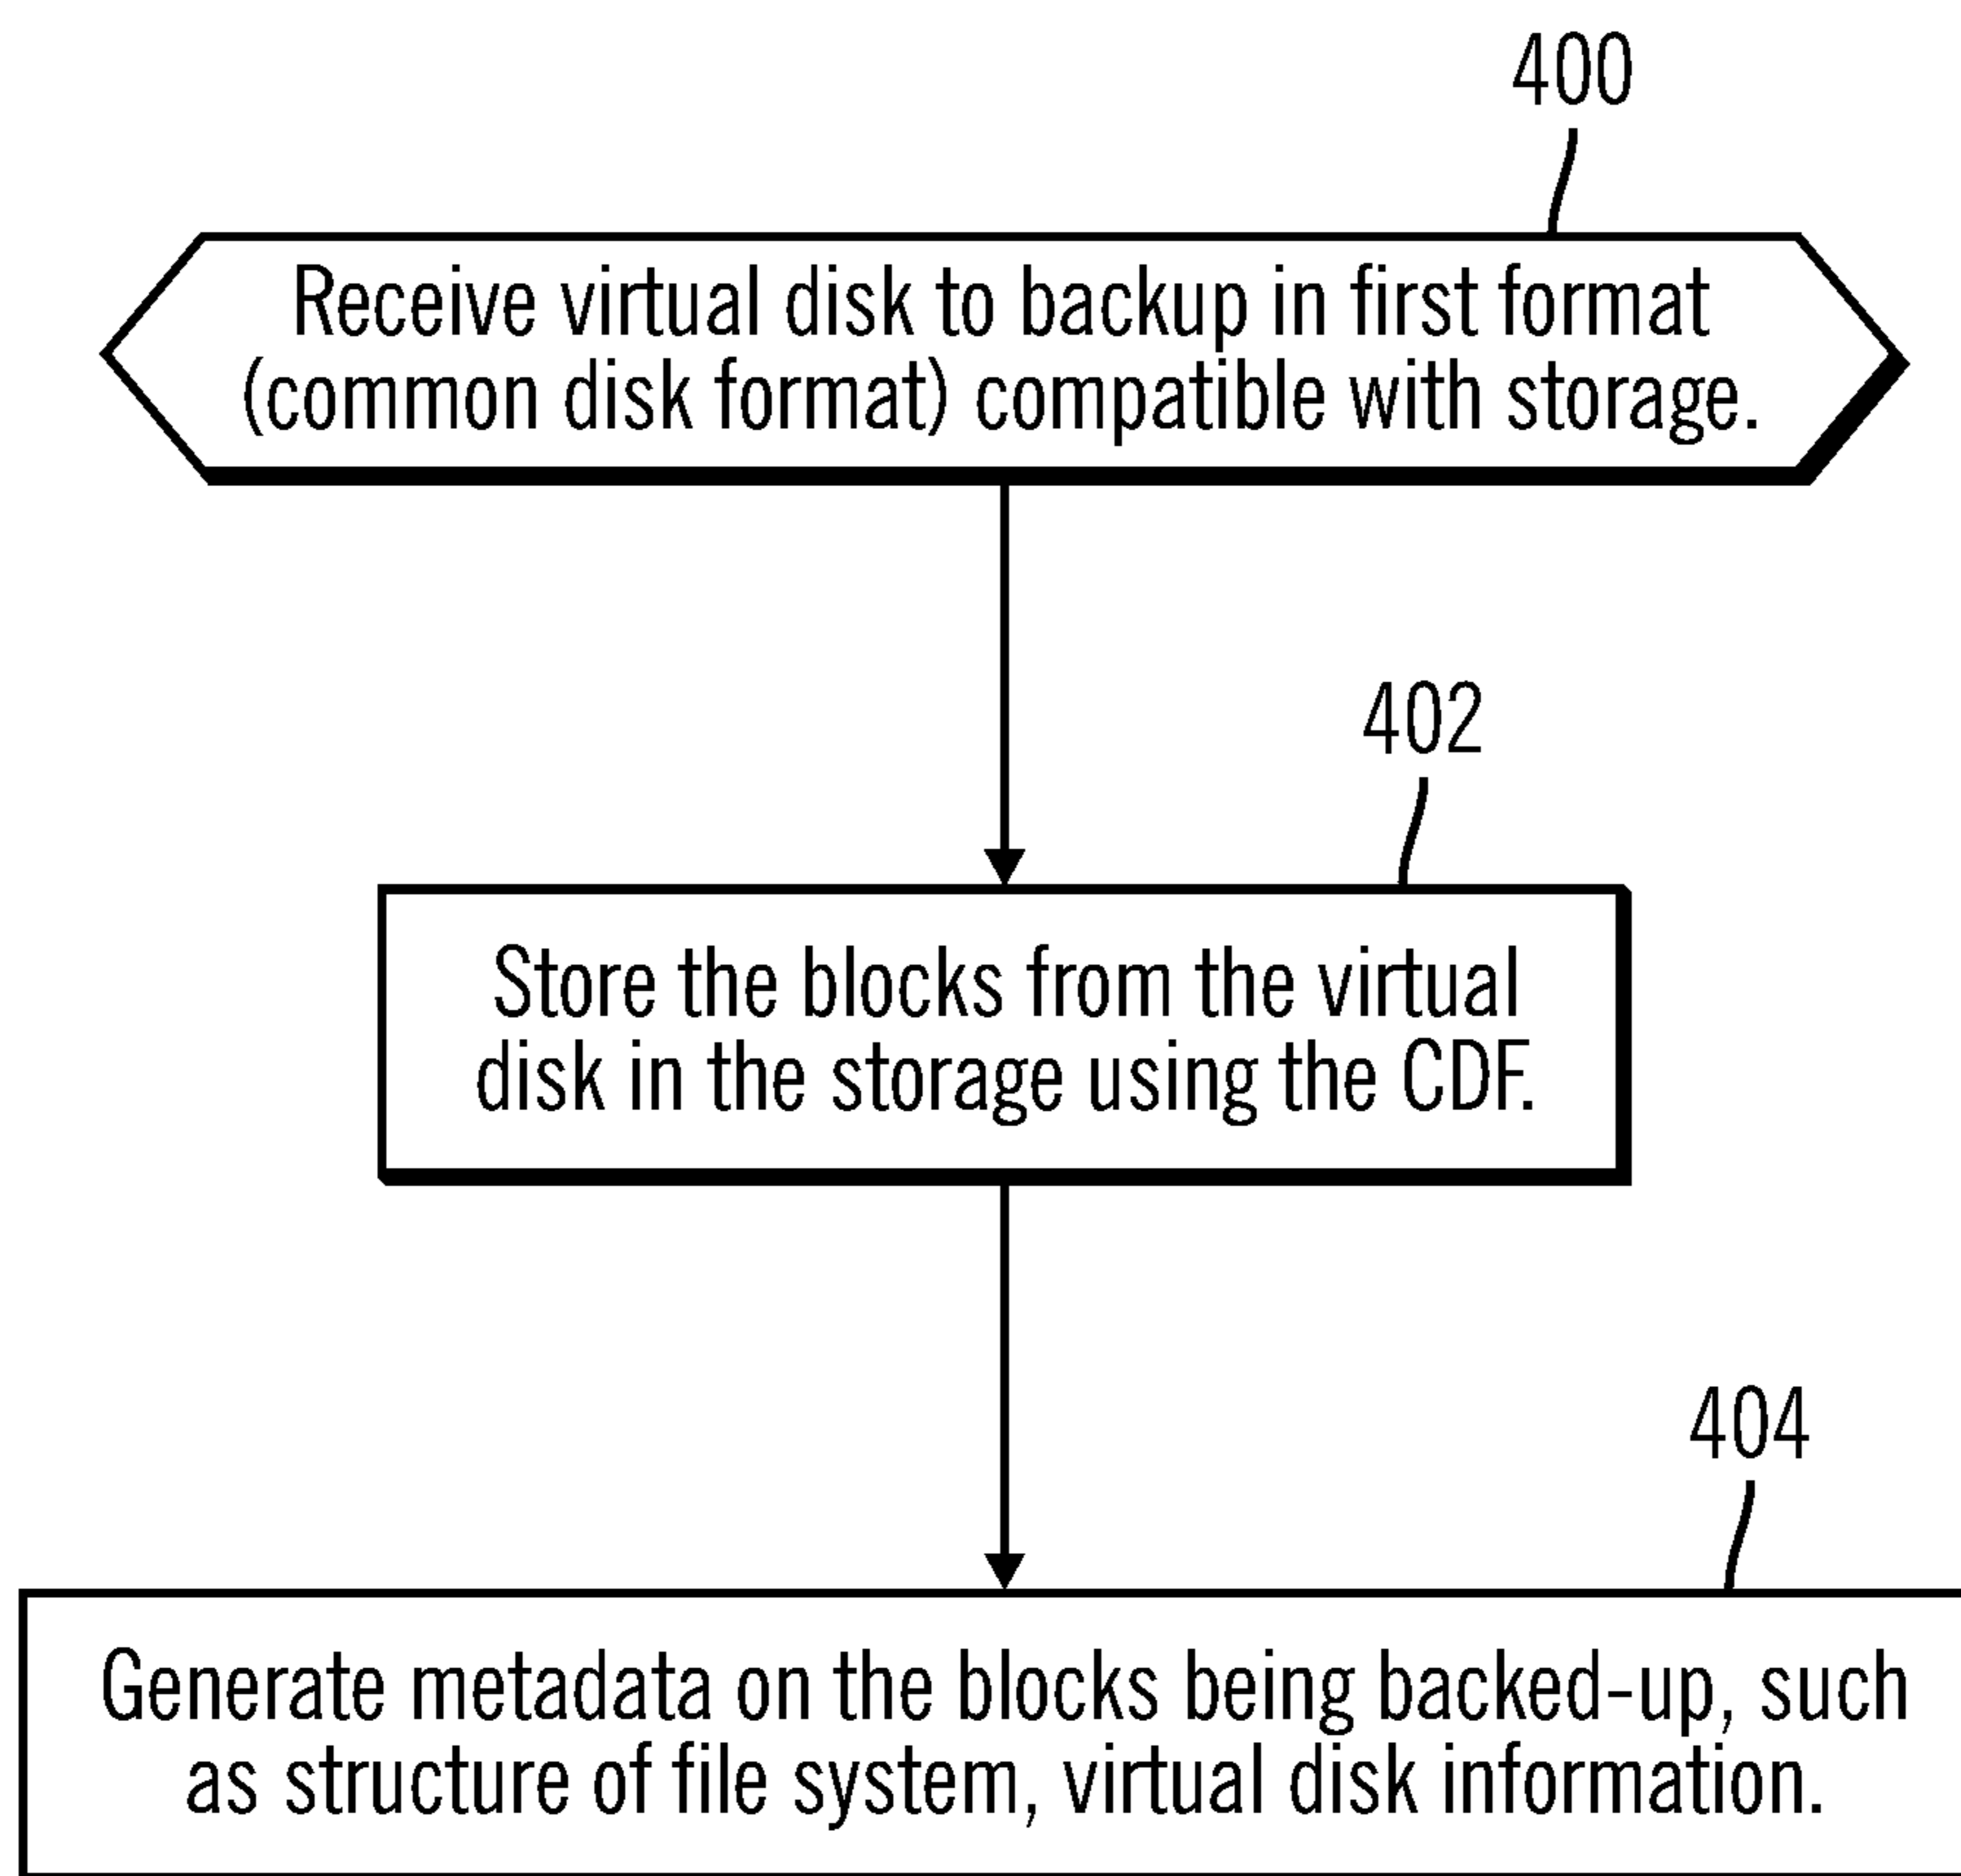 400
Receive virtual disk to backup in first format
(common disk format) compatible with storage.
402
Store the blocks from the virtual
disk in the storage using the CDF.
404
Generate metadata on the blocks being backed-up, such
as structure of file system, virtual disk information.